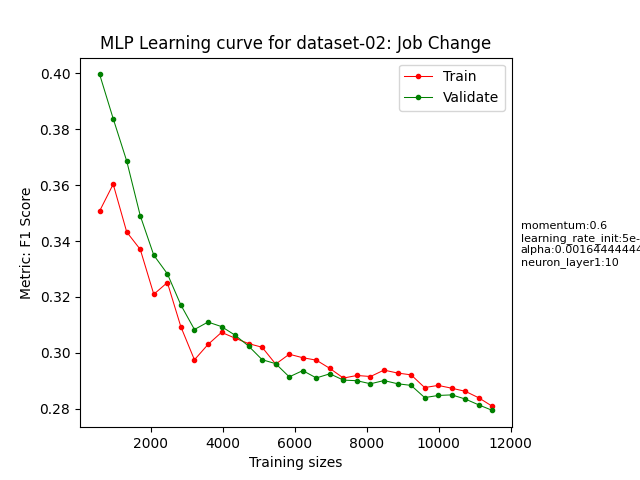 MLP Learning curve for dataset-02: Job Change
Train
Validate
Metric: F1 Score
0.40
0.38
0.36
0.34
0.32
0.30
0.28
2000
4000
6000
8000
10000
12000
Training sizes
momentum:0.6
learning_rate_init:5e-
alpha:0.00164444444
neuron_layer1:10